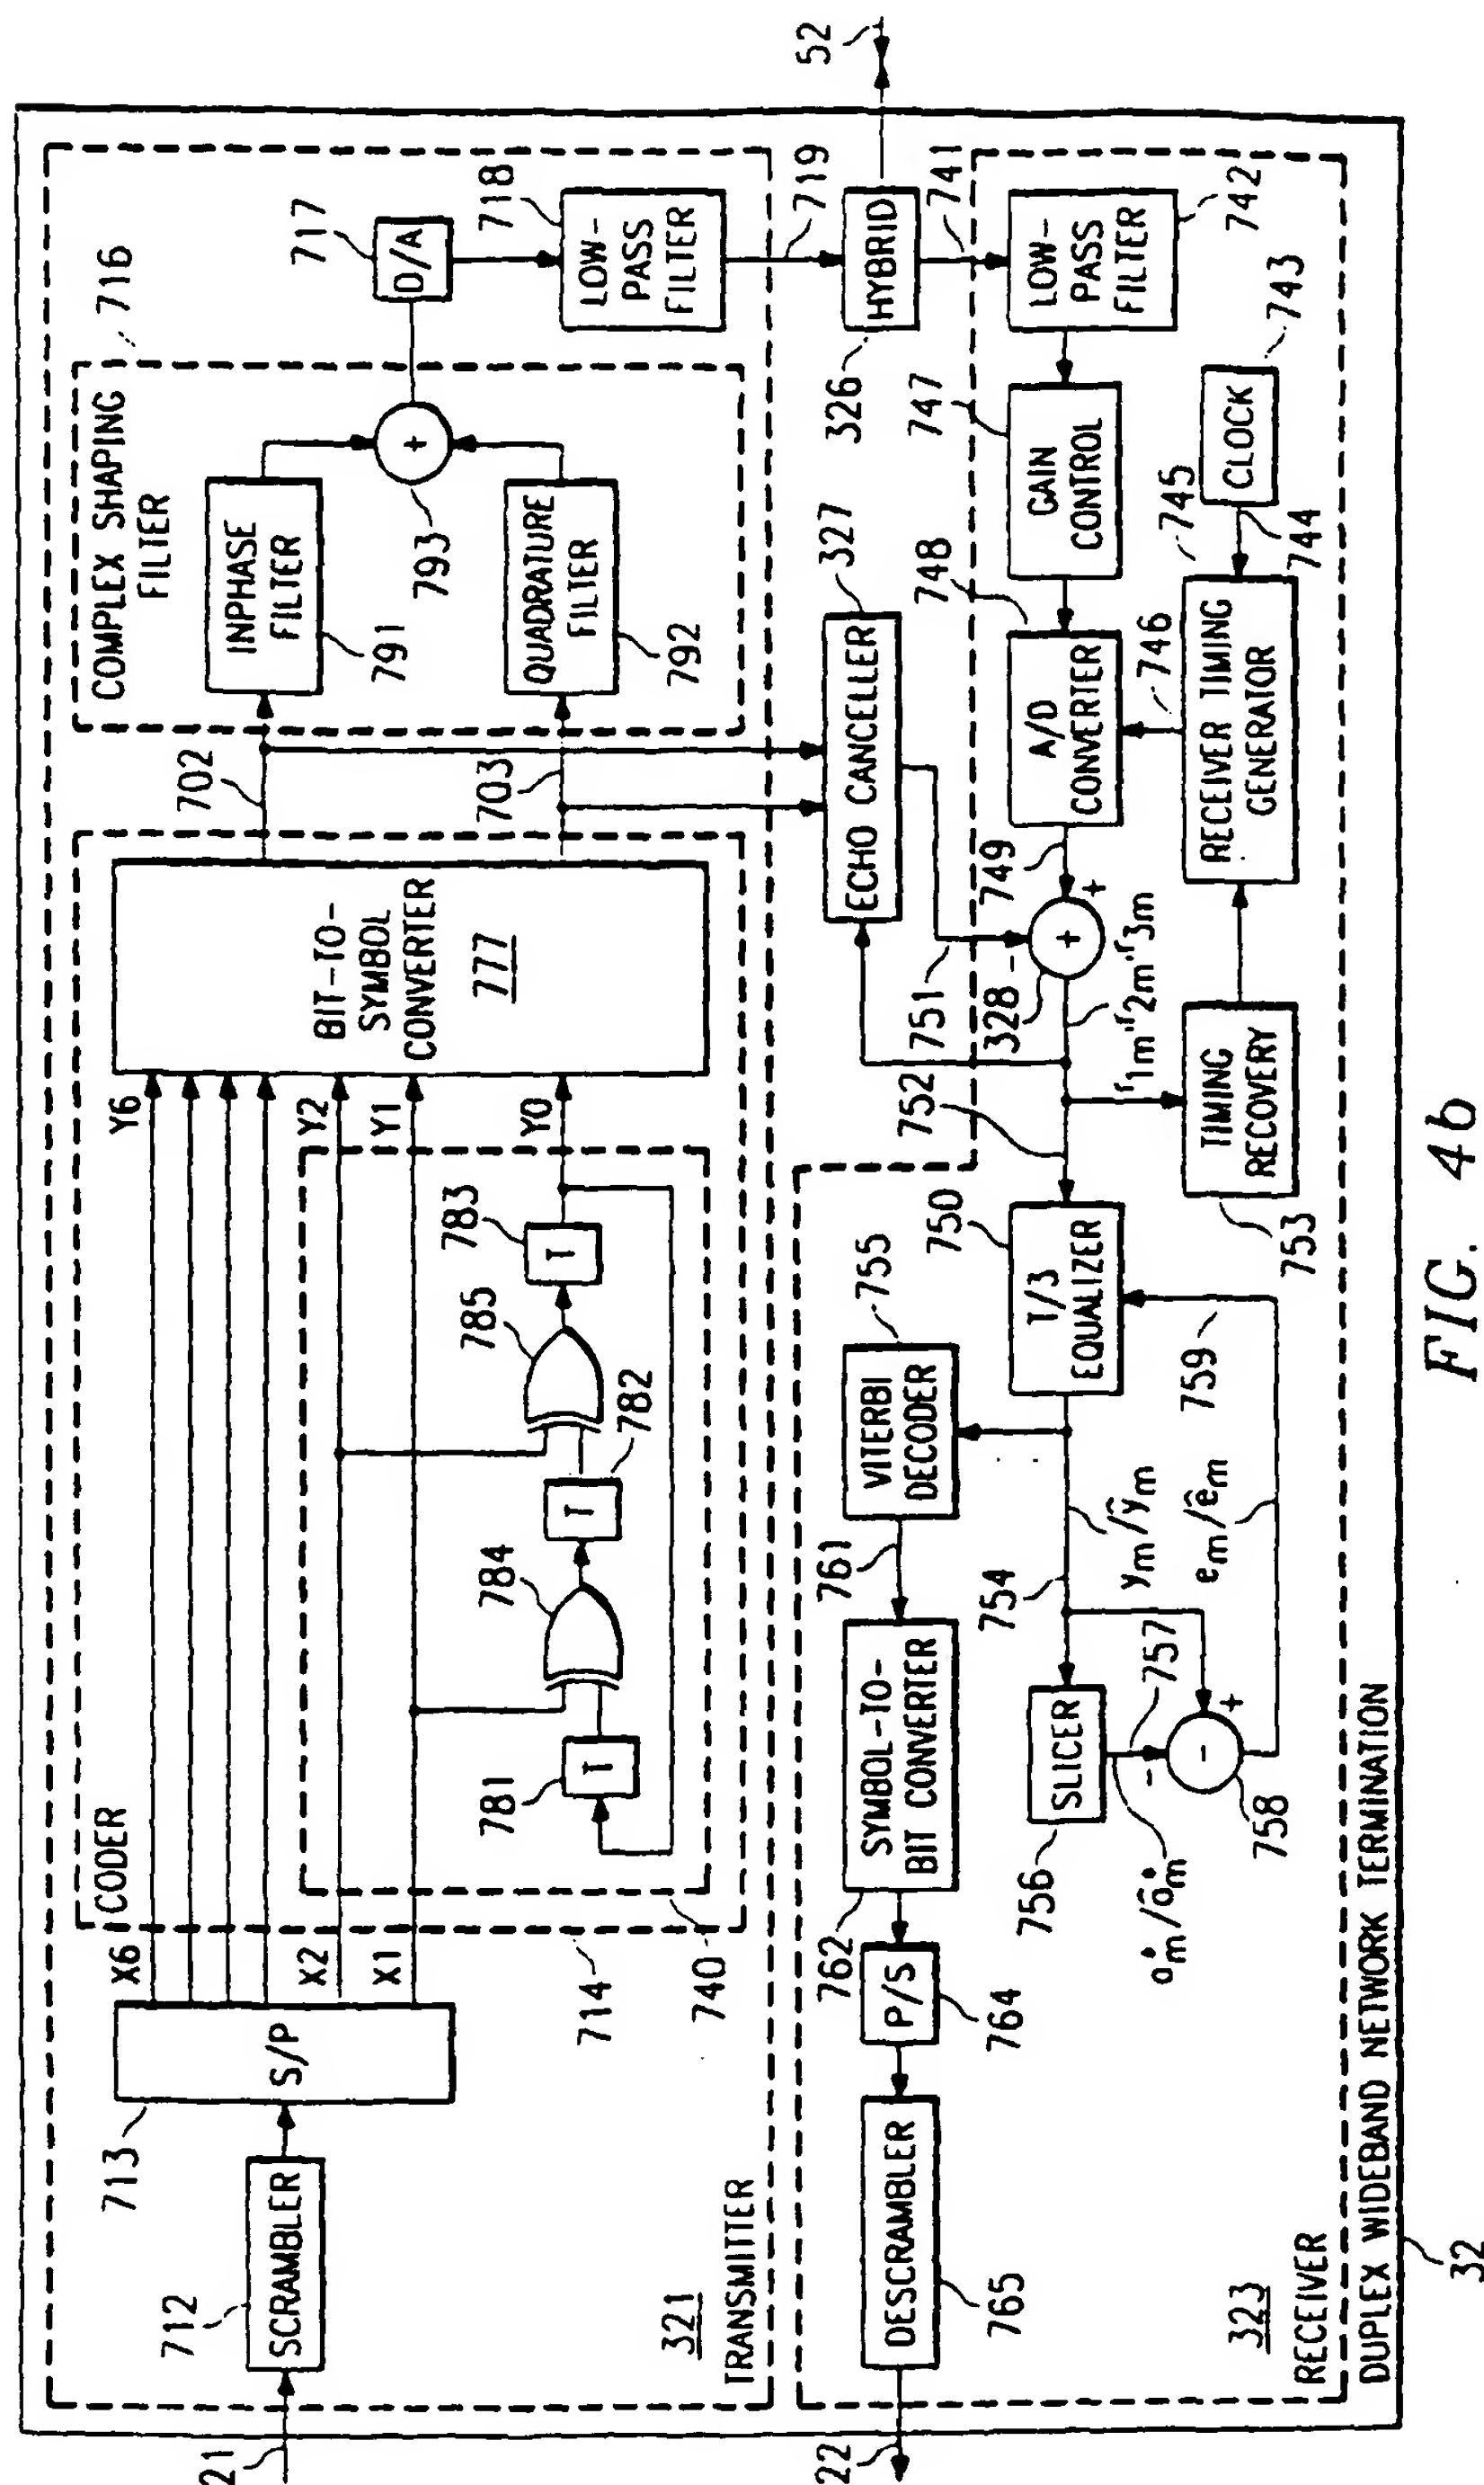 21
712
SCRAMBLER
713
S/P
X6
X2
X1
714
740
CODER
781
T
784
782
T
785
783
T
Y6
Y2
Y1
Y0
BIT-TO-
SYMBOL
CONVERTER
777
702
703
COMPLEX SHAPING
FILTER
716
INPHASE
FILTER
791
QUADRATURE
FILTER
792
793
+
717
D/A
718
LOW-
PASS
FILTER
719
321
TRANSMITTER
326
HYBRID
52
741
327
ECHO CANCELLER
751
LOW-
PASS
FILTER
742
747
GAIN
CONTROL
748
A/D
CONVERTER
749
743
CLOCK
744
745
RECEIVER TIMING
GENERATOR
746
+
+
-
328
r1m,r2m,r3m
752
TIMING
RECOVERY
753
750
T/3
EQUALIZER
759
755
VITERBI
DECODER
761
754
ym/ŷm
em/êm
SYMBOL-TO-
BIT CONVERTER
762
SLICER
756
757
-
-
+
758
a*m/â*m
P/S
764
DESCRAMBLER
765
22
323
RECEIVER
DUPLEX WIDEBAND NETWORK TERMINATION
32
FIG. 4b